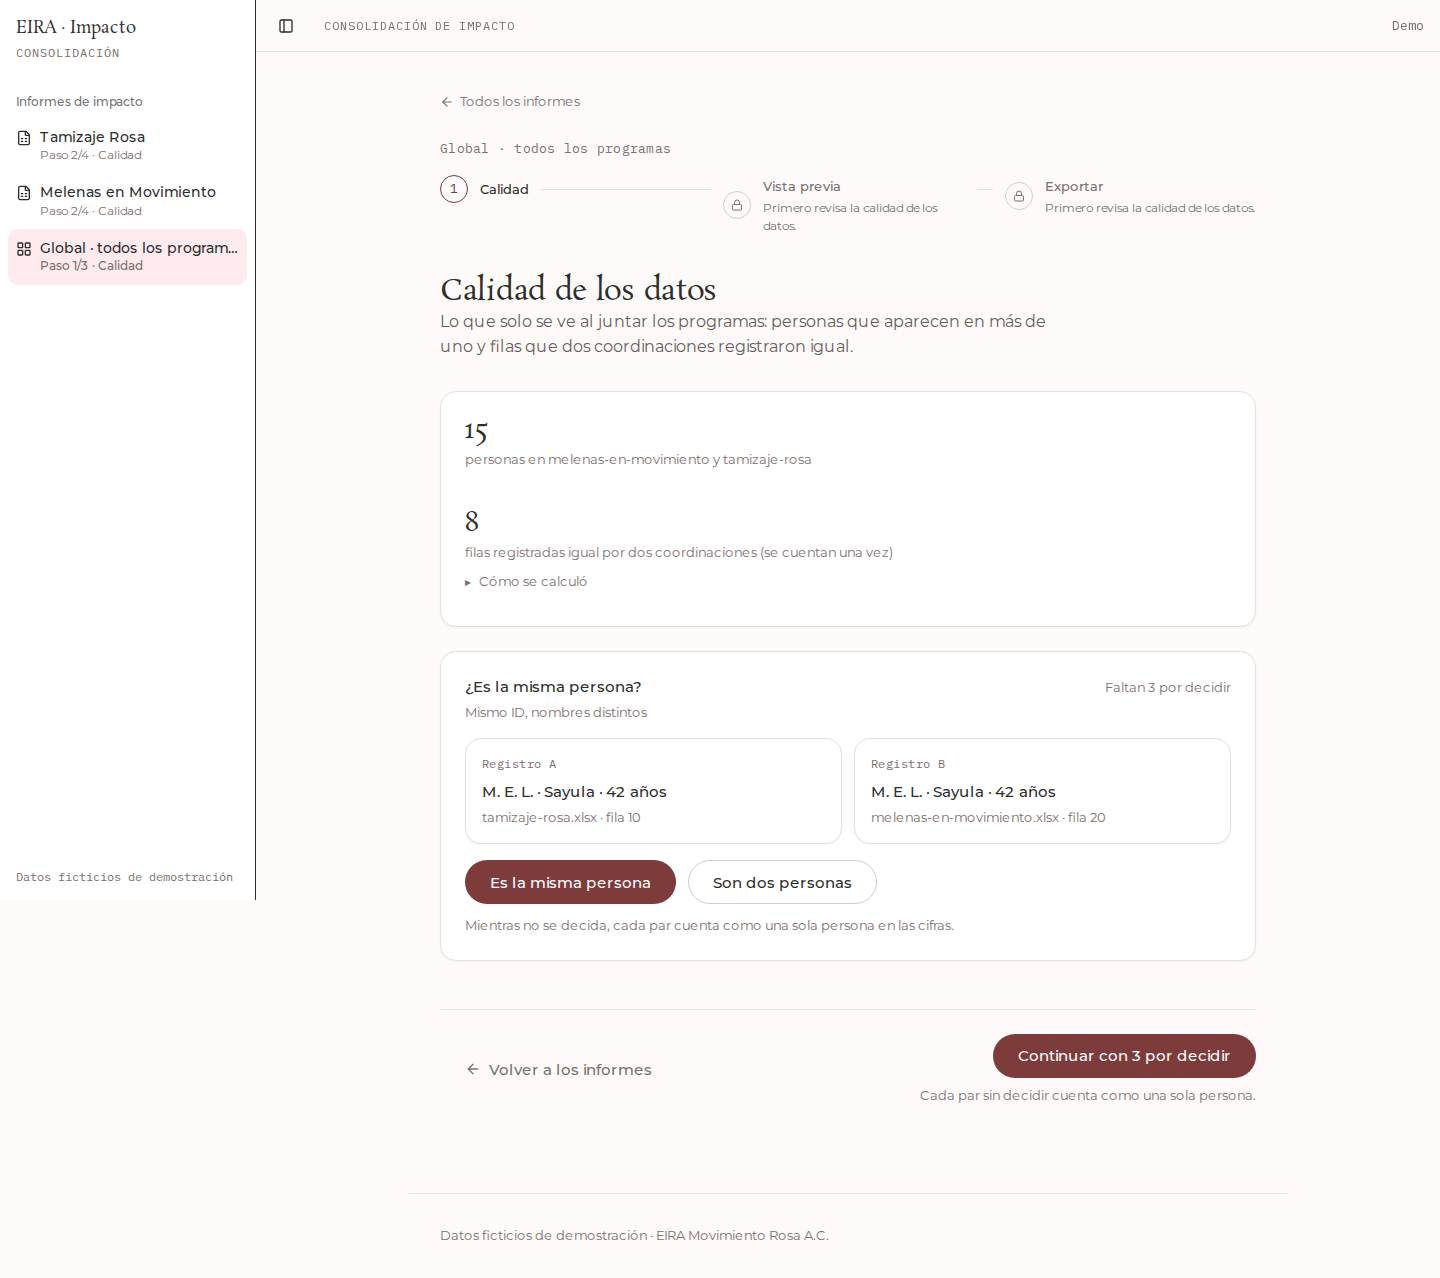 EIRA · Impacto
CONSOLIDACIÓN
Informes de impacto
Tamizaje Rosa
Paso 2/4 · Calidad
Melenas en Movimiento
Paso 2/4 · Calidad
Global · todos los program...
Paso 1/3 · Calidad
Datos ficticios de demostración
CONSOLIDACIÓN DE IMPACTO
Demo
Todos los informes
Global · todos los programas
1
Calidad
Vista previa
Primero revisa la calidad de los
datos.
Exportar
Primero revisa la calidad de los datos.
Calidad de los datos
Lo que solo se ve al juntar los programas: personas que aparecen en más de
uno y filas que dos coordinaciones registraron igual.
15
personas en melenas-en-movimiento y tamizaje-rosa
8
filas registradas igual por dos coordinaciones (se cuentan una vez)
Cómo se calculó
¿Es la misma persona?
Faltan 3 por decidir
Mismo ID, nombres distintos
Registro A
M. E. L. · Sayula · 42 años
tamizaje-rosa.xlsx · fila 10
Registro B
M. E. L. · Sayula · 42 años
melenas-en-movimiento.xlsx · fila 20
Es la misma persona
Son dos personas
Mientras no se decida, cada par cuenta como una sola persona en las cifras.
Volver a los informes
Continuar con 3 por decidir
Cada par sin decidir cuenta como una sola persona.
Datos ficticios de demostración · EIRA Movimiento Rosa A.C.